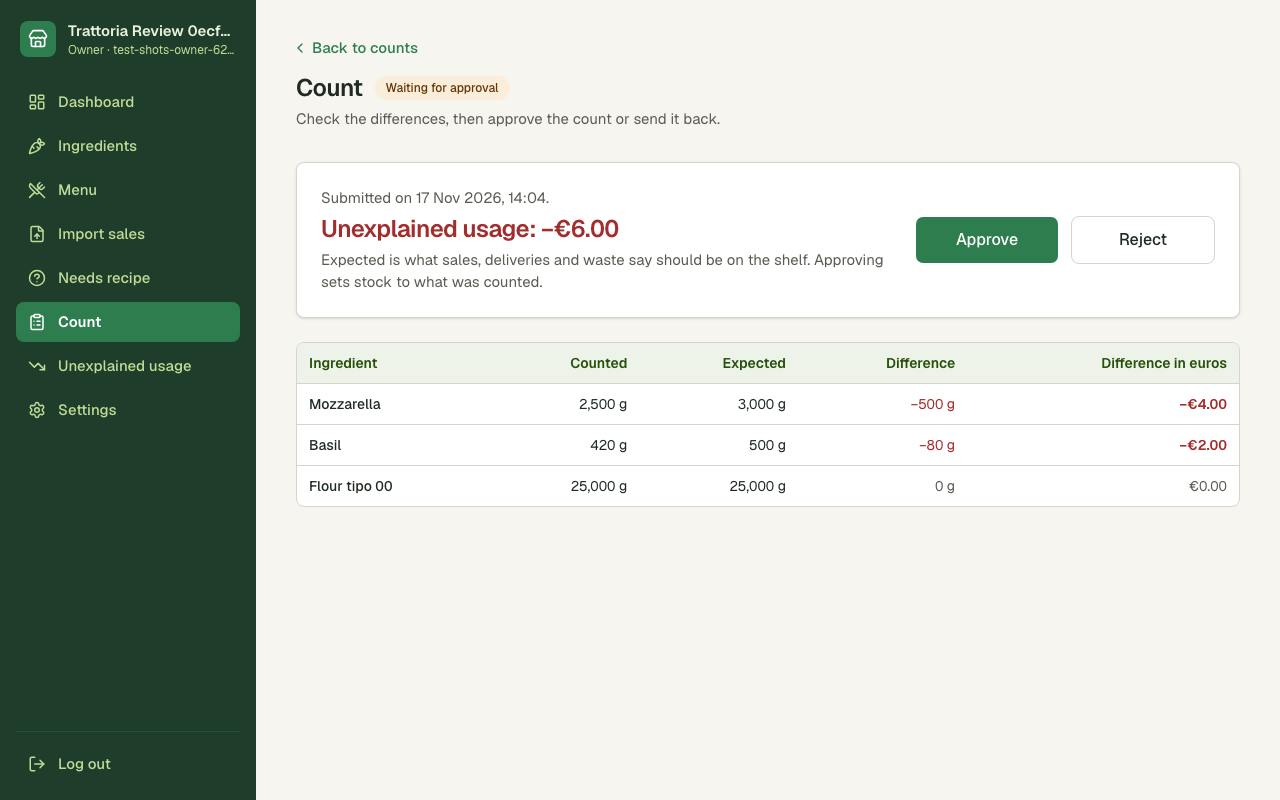 Trattoria Review 0ecf…
Owner · test-shots-owner-62…
Dashboard
Ingredients
Menu
Import sales
Needs recipe
Count
Unexplained usage
Settings
Log out
Back to counts
Count
Waiting for approval
Check the differences, then approve the count or send it back.
Submitted on 17 Nov 2026, 14:04.
Unexplained usage: −€6.00
Expected is what sales, deliveries and waste say should be on the shelf. Approving
sets stock to what was counted.
Approve
Reject
Ingredient Counted Expected Difference Difference in euros
Mozzarella 2,500 g 3,000 g −500 g −€4.00
Basil 420 g 500 g −80 g −€2.00
Flour tipo 00 25,000 g 25,000 g 0 g €0.00